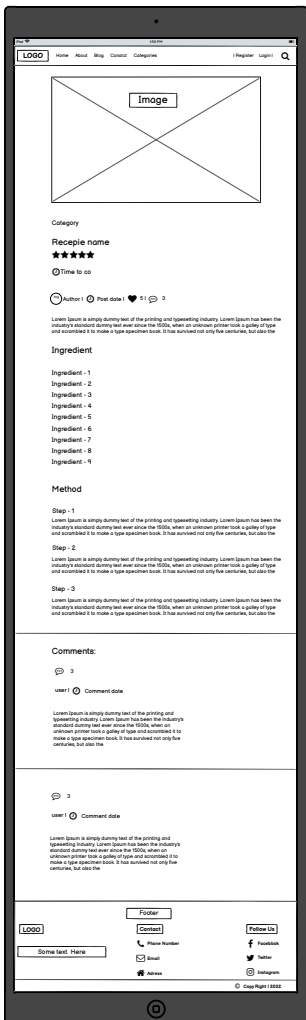 iPad 1:00 PM
LOGO Home About Blog Conatct Categories I Register Login I
Image
Category
Recepie name
Time to co
Author I Post date I 5 I 3
Lorem Ipsum is simply dummy text of the printing and typesetting industry. Lorem Ipsum has been the
industry's standard dummy text ever since the 1500s, when an unknown printer took a galley of type
and scrambled it to make a type specimen book. It has survived not only five centuries, but also the
Ingredient
Ingredient - 1
Ingredient - 2
Ingredient - 3
Ingredient - 4
Ingredient - 5
Ingredient - 6
Ingredient - 7
Ingredient - 8
Ingredient - 9
Method
Step - 1
Lorem Ipsum is simply dummy text of the printing and typesetting industry. Lorem Ipsum has been the
industry's standard dummy text ever since the 1500s, when an unknown printer took a galley of type
and scrambled it to make a type specimen book. It has survived not only five centuries, but also the
Step - 2
Lorem Ipsum is simply dummy text of the printing and typesetting industry. Lorem Ipsum has been the
industry's standard dummy text ever since the 1500s, when an unknown printer took a galley of type
and scrambled it to make a type specimen book. It has survived not only five centuries, but also the
Step - 3
Lorem Ipsum is simply dummy text of the printing and typesetting industry. Lorem Ipsum has been the
industry's standard dummy text ever since the 1500s, when an unknown printer took a galley of type
and scrambled it to make a type specimen book. It has survived not only five centuries, but also the
Comments:
3
user I Comment date
Lorem Ipsum is simply dummy text of the printing and
typesetting industry. Lorem Ipsum has been the industry's
standard dummy text ever since the 1500s, when an
unknown printer took a galley of type and scrambled it to
make a type specimen book. It has survived not only five
centuries, but also the
3
user I Comment date
Lorem Ipsum is simply dummy text of the printing and
typesetting industry. Lorem Ipsum has been the industry's
standard dummy text ever since the 1500s, when an
unknown printer took a galley of type and scrambled it to
make a type specimen book. It has survived not only five
centuries, but also the
Footer
LOGO Contact Follow Us
Phone Number Facebbok
Some text Here Email Twitter
Adress Instagram
© Copy Right I 2022